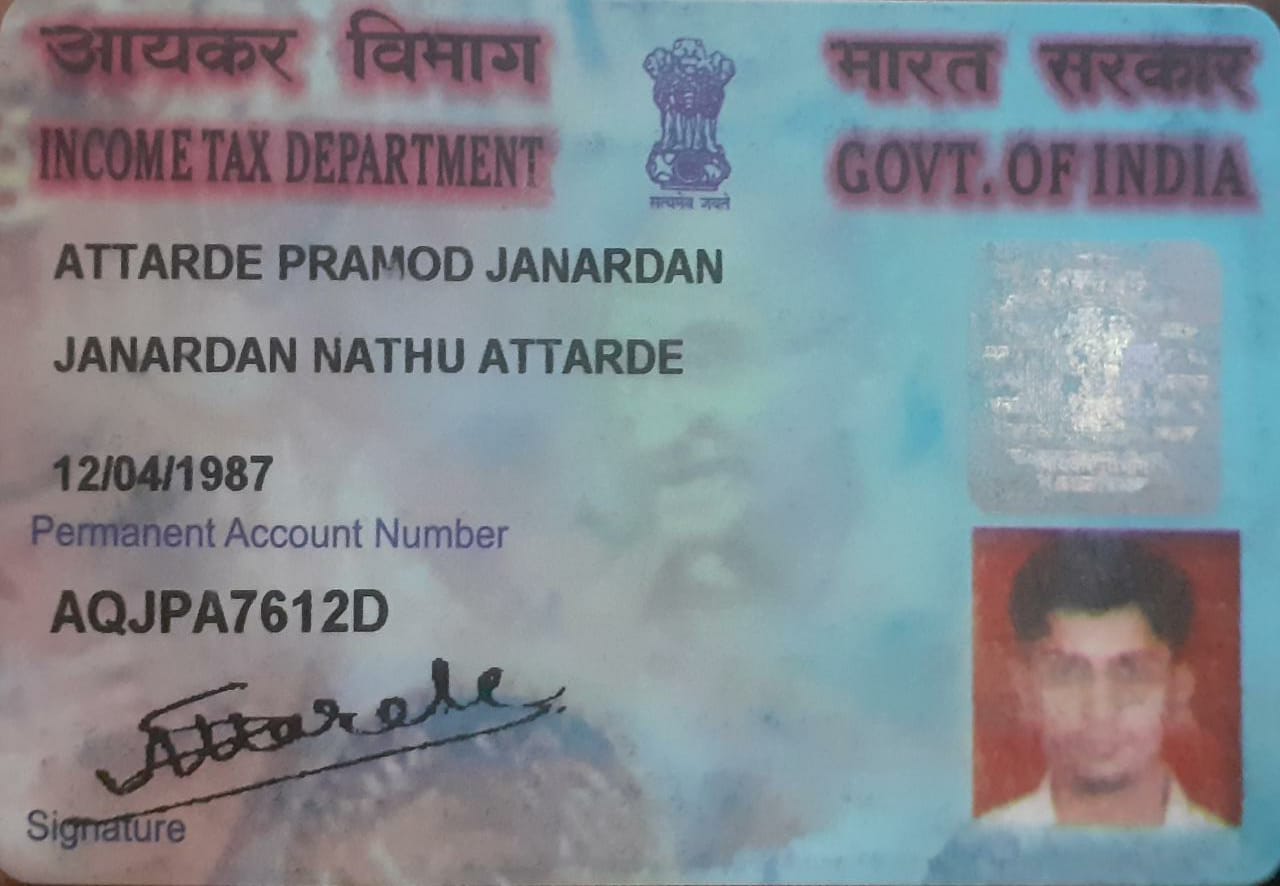 आयकर विभाग
INCOME TAX DEPARTMENT
सत्यमेव जयते
भारत सरकार
GOVT. OF INDIA
ATTARDE PRAMOD JANARDAN
JANARDAN NATHU ATTARDE
12/04/1987
Permanent Account Number
AQJPA7612D
Attarde
Signature